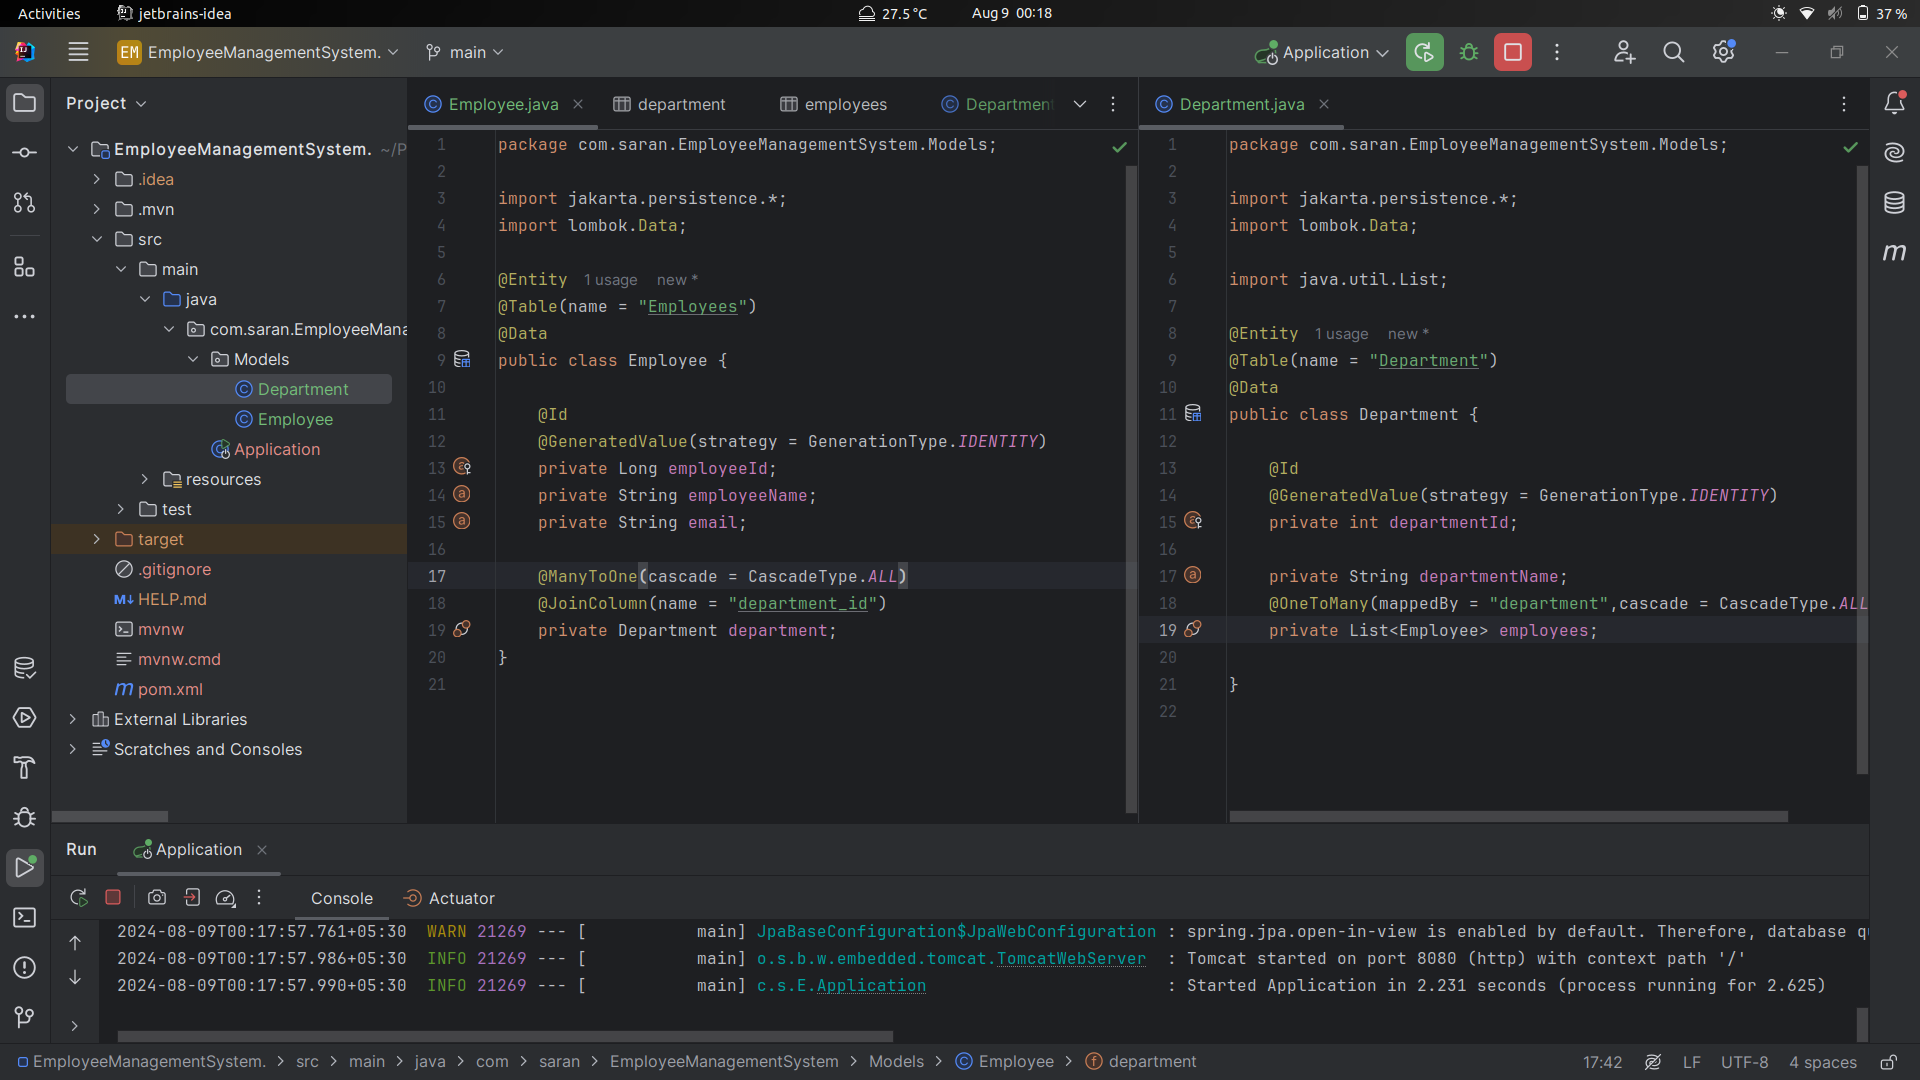 Activities jetbrains-idea 27.5 °C Aug 9 00:18 37 %
EM EmployeeManagementSystem. main Application
Project
EmployeeManagementSystem. ~/P
.idea
.mvn
src
main
java
com.saran.EmployeeMana
Models
Department
Employee
Application
resources
test
target
.gitignore
M↓ HELP.md
mvnw
mvnw.cmd
m pom.xml
External Libraries
Scratches and Consoles
Employee.java department employees Department
1 package com.saran.EmployeeManagementSystem.Models;
2
3 import jakarta.persistence.*;
4 import lombok.Data;
5
6 @Entity 1 usage new *
7 @Table(name = "Employees")
8 @Data
9 public class Employee {
10
11 @Id
12 @GeneratedValue(strategy = GenerationType.IDENTITY)
13 private Long employeeId;
14 private String employeeName;
15 private String email;
16
17 @ManyToOne(cascade = CascadeType.ALL)
18 @JoinColumn(name = "department_id")
19 private Department department;
20 }
21
Department.java
1 package com.saran.EmployeeManagementSystem.Models;
2
3 import jakarta.persistence.*;
4 import lombok.Data;
5
6 import java.util.List;
7
8 @Entity 1 usage new *
9 @Table(name = "Department")
10 @Data
11 public class Department {
12
13 @Id
14 @GeneratedValue(strategy = GenerationType.IDENTITY)
15 private int departmentId;
16
17 private String departmentName;
18 @OneToMany(mappedBy = "department",cascade = CascadeType.ALL
19 private List<Employee> employees;
20
21 }
22
m
Run Application
Console Actuator
2024-08-09T00:17:57.761+05:30 WARN 21269 --- [ main] JpaBaseConfiguration$JpaWebConfiguration : spring.jpa.open-in-view is enabled by default. Therefore, database qu
2024-08-09T00:17:57.986+05:30 INFO 21269 --- [ main] o.s.b.w.embedded.tomcat.TomcatWebServer : Tomcat started on port 8080 (http) with context path '/'
2024-08-09T00:17:57.990+05:30 INFO 21269 --- [ main] c.s.E.Application : Started Application in 2.231 seconds (process running for 2.625)
EmployeeManagementSystem. > src > main > java > com > saran > EmployeeManagementSystem > Models > Employee > department 17:42 LF UTF-8 4 spaces